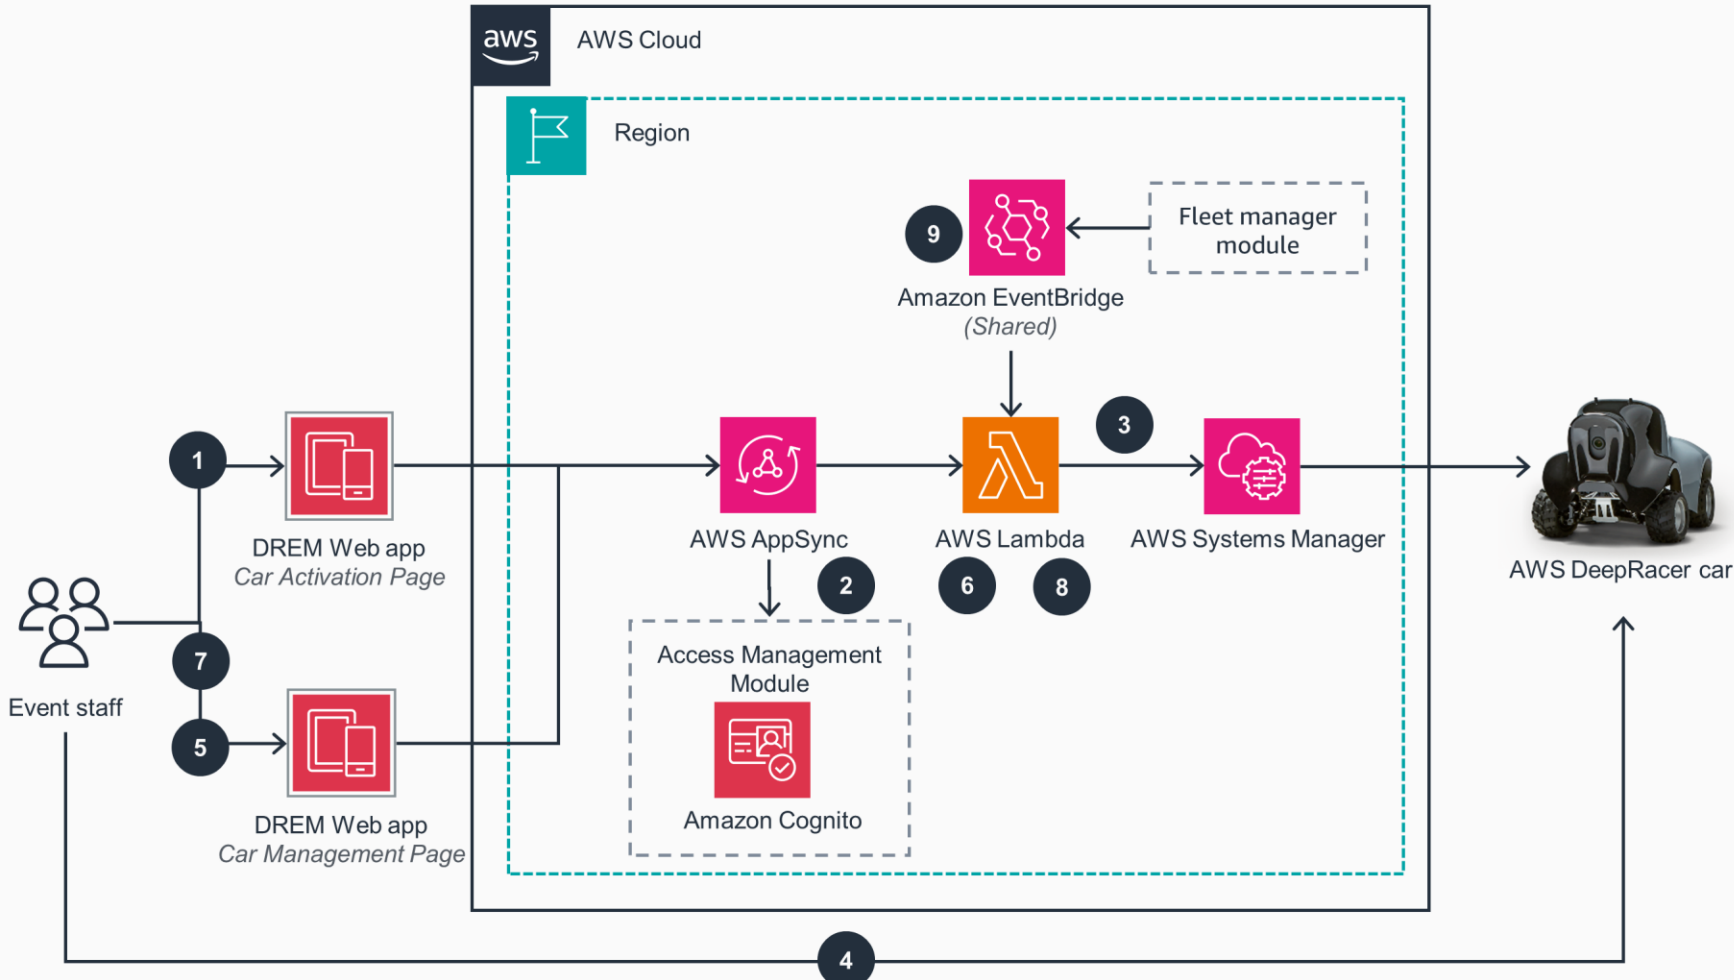 aws
AWS Cloud
Region
9
Fleet manager
module
Amazon EventBridge
(Shared)
1
3
DREM Web app
Car Activation Page
AWS AppSync
AWS Lambda
AWS Systems Manager
AWS DeepRacer car
2
6
8
Access Management
Module
7
Event staff
5
Amazon Cognito
DREM Web app
Car Management Page
4